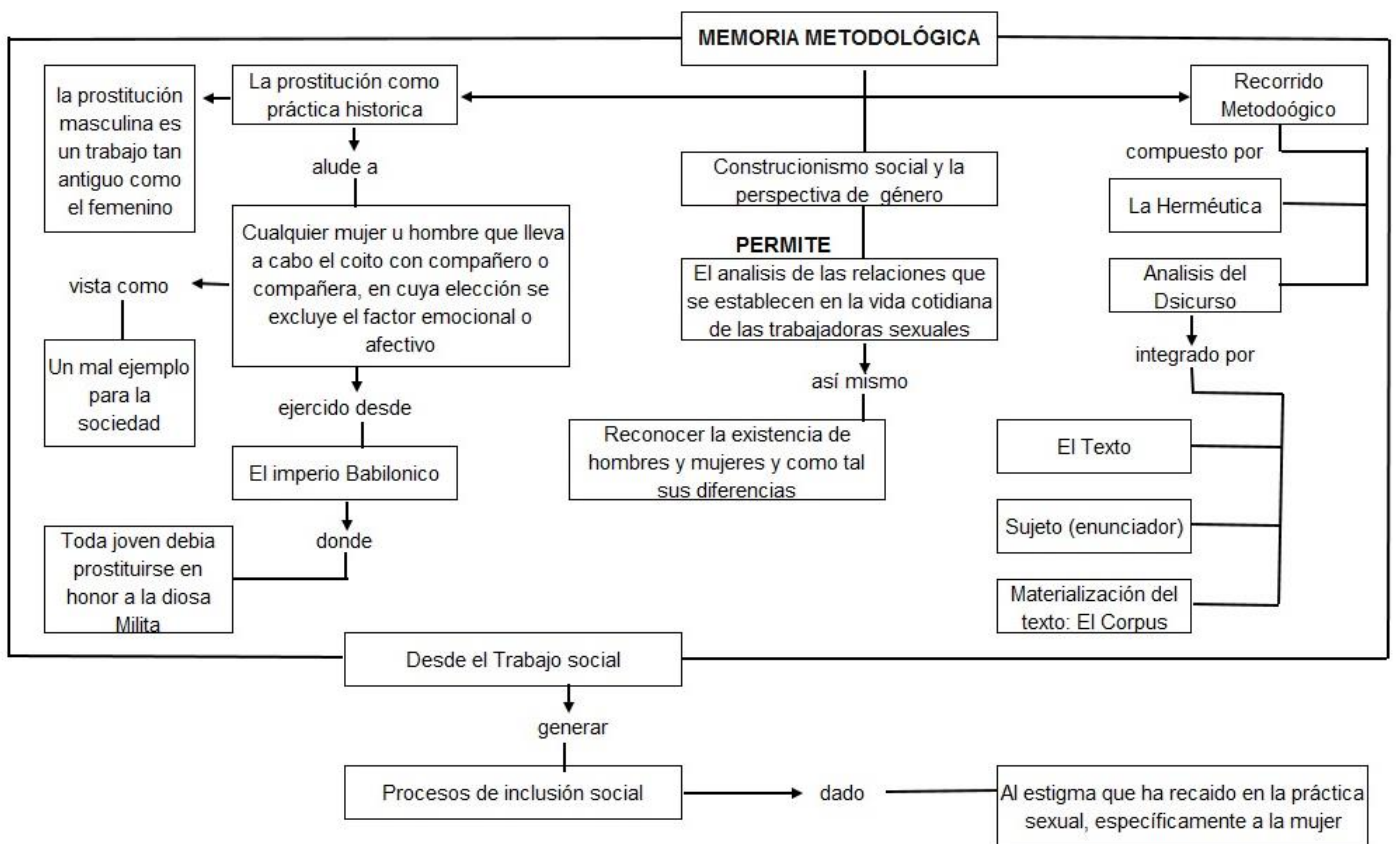 MEMORIA METODOLÓGICA
la prostitución
masculina es
un trabajo tan
antiguo como
el femenino
La prostitución como
práctica historica
alude a
Cualquier mujer u hombre que lleva
a cabo el coito con compañero o
compañera, en cuya elección se
excluye el factor emocional o
afectivo
vista como
Un mal ejemplo
para la
sociedad
ejercido desde
El imperio Babilonico
donde
Toda joven debia
prostituirse en
honor a la diosa
Milita
Construcionismo social y la
perspectiva de género
PERMITE
El analisis de las relaciones que
se establecen en la vida cotidiana
de las trabajadoras sexuales
así mismo
Reconocer la existencia de
hombres y mujeres y como tal
sus diferencias
Recorrido
Metodoógico
compuesto por
La Herméutica
Analisis del
Dsicurso
integrado por
El Texto
Sujeto (enunciador)
Materialización del
texto: El Corpus
Desde el Trabajo social
generar
Procesos de inclusión social
dado
Al estigma que ha recaido en la práctica
sexual, específicamente a la mujer